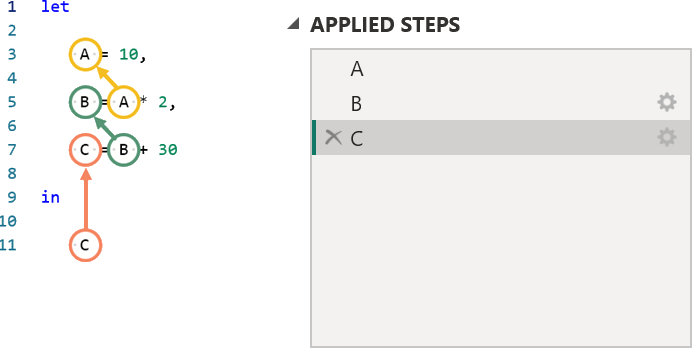 1 let
2
3 A = 10,
4
5 B = A * 2,
6
7 C = B + 30
8
9 in
10
11 C
APPLIED STEPS
A
B
C